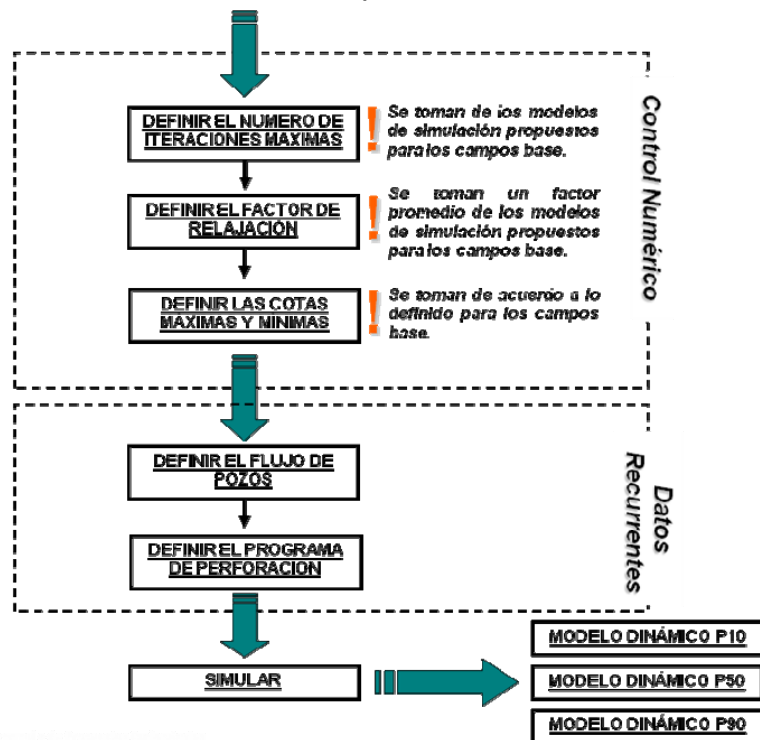 DEFINIR EL NUMERO DE
ITERACIONES MAXIMAS
! Se toman de los modelos
de simulación propuestos
para los campos base.
DEFINIR EL FACTOR DE
RELAJACIÓN
! Se toman un factor
promedio de los modelos
de simulación propuestos
para los campos base.
DEFINIR LAS COTAS
MAXIMAS Y MINIMAS
! Se toman de acuerdo a lo
definido para los campos
base.
Control Numérico
DEFINIR EL FLUJO DE
POZOS
DEFINIR EL PROGRAMA
DE PERFORACION
Datos
Recurrentes
SIMULAR
MODELO DINÁMICO P10
MODELO DINÁMICO P50
MODELO DINÁMICO P90